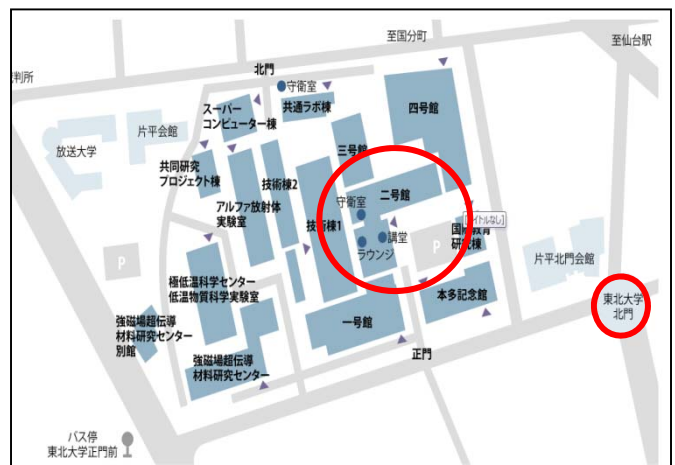 至国分町
至仙台駅
判所
北門
守衛室
共通ラボ棟
四号館
スーパー
コンピューター棟
片平会館
放送大学
三号館
共同研究
プロジェクト棟
技術棟2
アルファ放射体
実験室
二号館
守衛室
技術棟1
講堂
ラウンジ
[タイトルなし]
研究棟
P
P
片平北門会館
極低温科学センター
低温物質科学実験室
本多記念館
東北大学
北門
強磁場超伝導
材料研究センター
別館
一号館
正門
強磁場超伝導
材料研究センター
バス停
東北大学正門前